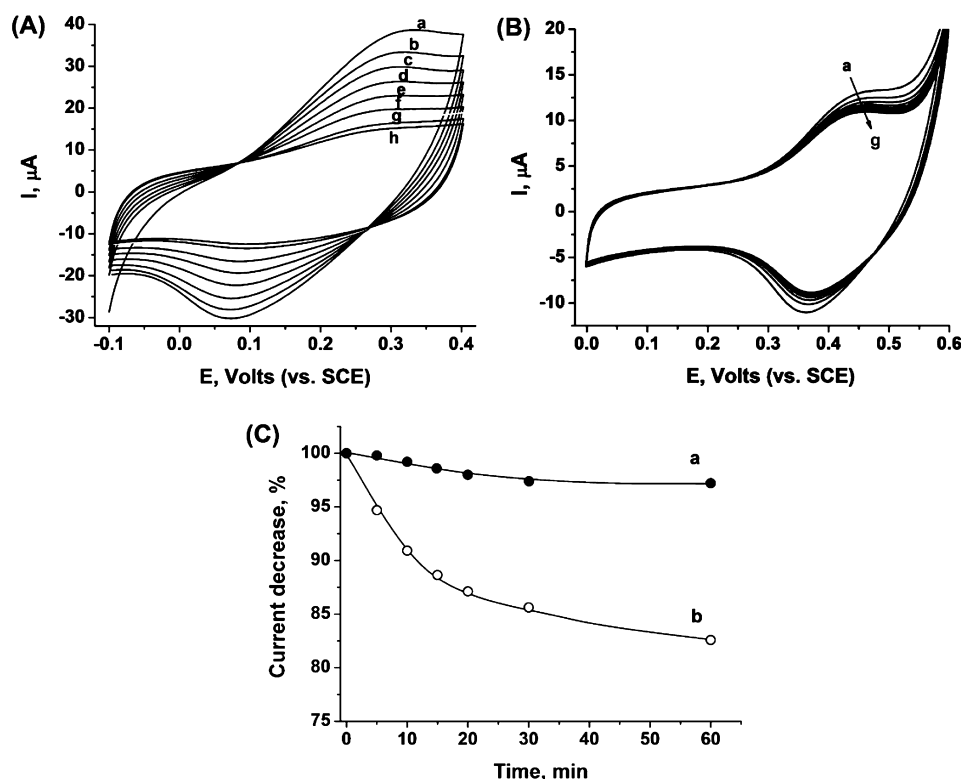 (A)
40
30
20
10
0
-10
-20
-30
I, μA
a
b
c
d
e
f
g
h
-0.1
0.0
0.1
0.2
0.3
0.4
E, Volts (vs. SCE)
(B)
20
15
10
5
0
-5
-10
I, μA
a
g
0.0
0.1
0.2
0.3
0.4
0.5
0.6
E, Volts (vs. SCE)
(C)
100
95
90
85
80
75
Current decrease, %
a
b
0
10
20
30
40
50
60
Time, min